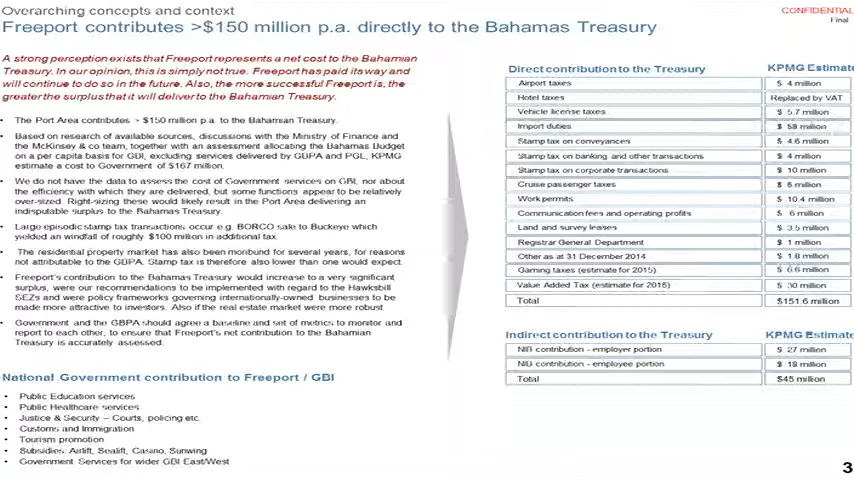 Overarching concepts and context
CONFIDENTIAL
Final
Freeport contributes >$150 million p.a. directly to the Bahamas Treasury
A strong perception exists that Freeport represents a net cost to the Bahamian
Treasury. In our opinion, this is simply not true. Freeport has paid its way and
will continue to do so in the future. Also, the more successful Freeport is, the
greater the surplus that it will deliver to the Bahamian Treasury.
• The Port Area contributes > $150 million p.a. to the Bahamian Treasury.
• Based on research of available sources, discussions with the Ministry of Finance and
the McKinsey & co team, together with an assessment allocating the Bahamas Budget
on a per capita basis for GBI, excluding services delivered by GBPA and PGL, KPMG
estimate a cost to Government of $167 million.
• We do not have the data to assess the cost of Government services on GBI, nor about
the efficiency with which they are delivered, but some functions appear to be relatively
over-sized. Right-sizing these would likely result in the Port Area delivering an
indisputable surplus to the Bahamas Treasury.
• Large episodic stamp tax transactions occur e.g. BORCO sale to Buckeye which
yielded an windfall of roughly $100 million in additional tax.
• The residential property market has also been moribund for several years, for reasons
not attributable to the GBPA. Stamp tax is therefore also lower than one would expect.
• Freeport's contribution to the Bahamas Treasury would increase to a very significant
surplus, were our recommendations to be implemented with regard to the Hawksbill
SEZs and were policy frameworks governing internationally-owned businesses to be
made more attractive to investors. Also if the real estate market were more robust.
• Government and the GBPA should agree a baseline and set of metrics to monitor and
report to each other, to ensure that Freeport's net contribution to the Bahamian
Treasury is accurately assessed.
National Government contribution to Freeport / GBI
• Public Education services
• Public Healthcare services
• Justice & Security – Courts, policing etc.
• Customs and Immigration
• Tourism promotion
• Subsidies: Airlift, Sealift, Casino, Sunwing
• Government Services for wider GBI East/West
Direct contribution to the Treasury KPMG Estimate
Airport taxes $ 4 million
Hotel taxes Replaced by VAT
Vehicle license taxes $ 5.7 million
Import duties $ 58 million
Stamp tax on conveyances $ 4.6 million
Stamp tax on banking and other transactions $ 4 million
Stamp tax on corporate transactions $ 10 million
Cruise passenger taxes $ 6 million
Work permits $ 10.4 million
Communication fees and operating profits $ 6 million
Land and survey leases $ 3.5 million
Registrar General Department $ 1 million
Other as at 31 December 2014 $ 1.8 million
Gaming taxes (estimate for 2015) $ 6.6 million
Value Added Tax (estimate for 2015) $ 30 million
Total $151.6 million
Indirect contribution to the Treasury KPMG Estimate
NIB contribution - employer portion $ 27 million
NIB contribution - employee portion $ 18 million
Total $45 million
3